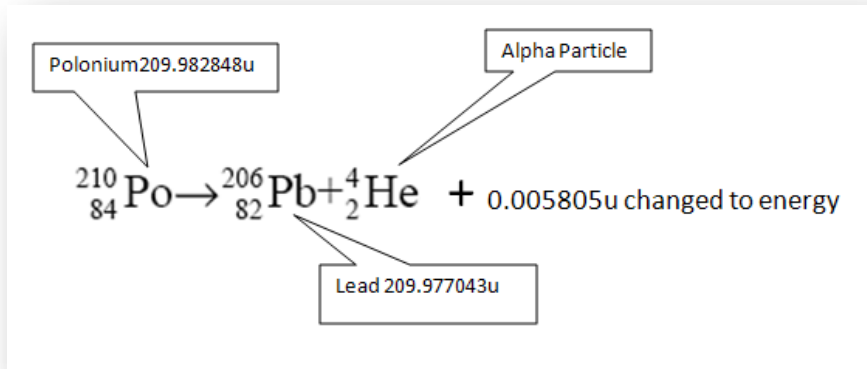 Alpha Particle
Polonium209.982848u
²¹⁰₈₄Po→²⁰⁶₈₂Pb+⁴₂He + 0.005805u changed to energy
Lead 209.977043u